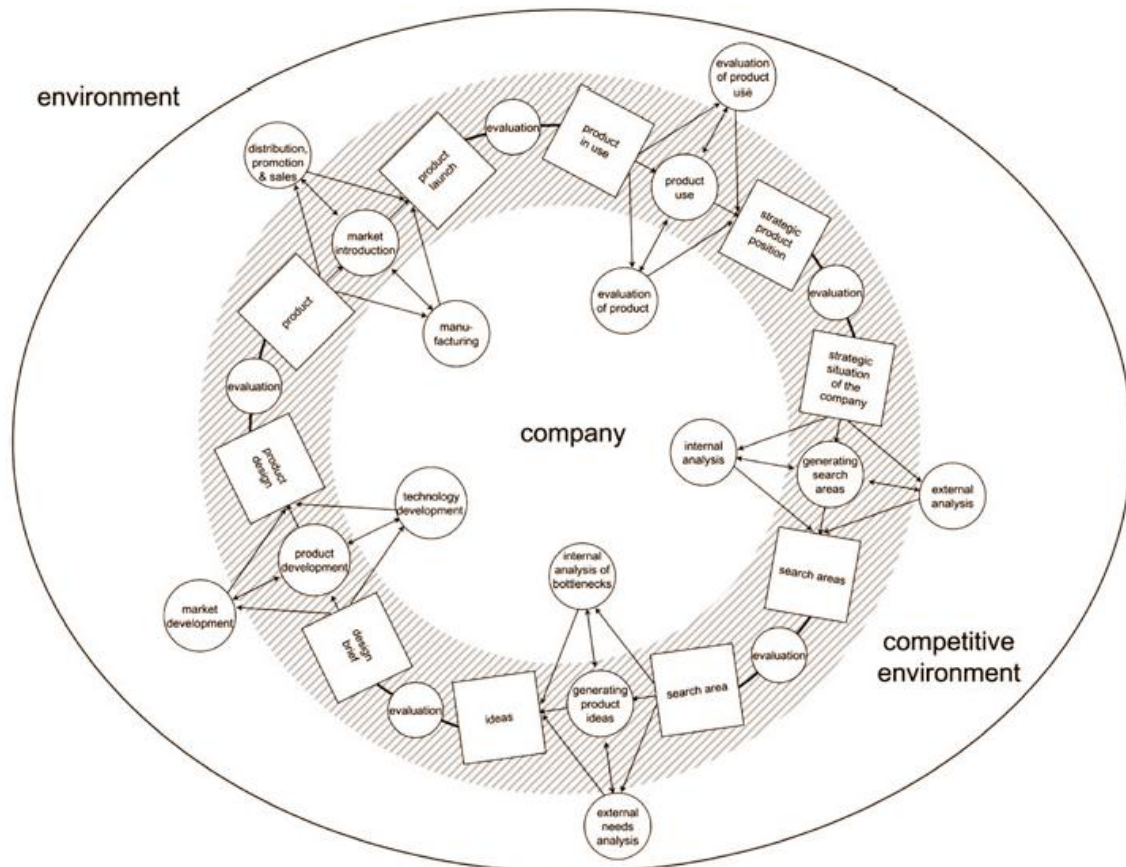 environment
evaluation
of product
use
evaluation
product
in use
distribution,
promotion
& sales
product
launch
product
use
market
introduction
strategic
product
position
evaluation
of product
evaluation
product
manu-
facturing
evaluation
strategic
situation
of the
company
company
internal
analysis
generating
search
areas
external
analysis
product
design
technology
development
product
development
internal
analysis of
bottlenecks
search areas
market
development
design
brief
competitive
environment
evaluation
generating
product
ideas
search area
evaluation
ideas
external
needs
analysis